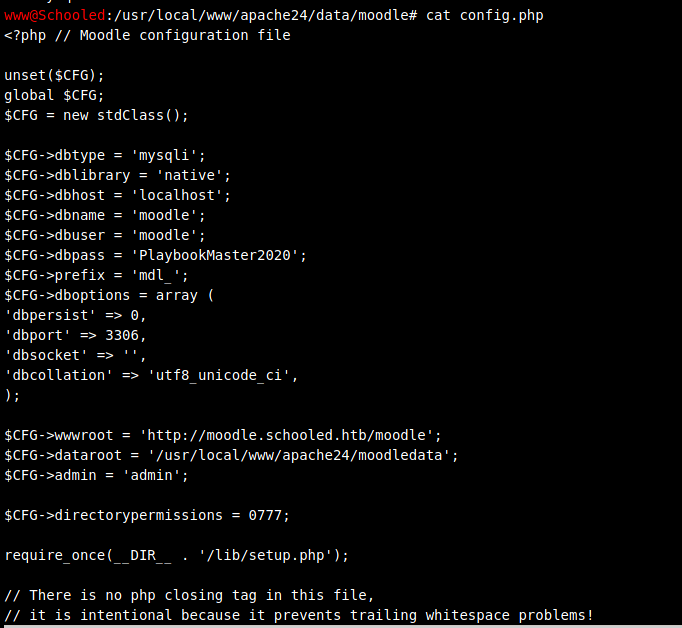 www@Schooled:/usr/local/www/apache24/data/moodle# cat config.php
<?php // Moodle configuration file

unset($CFG);
global $CFG;
$CFG = new stdClass();

$CFG->dbtype = 'mysqli';
$CFG->dblibrary = 'native';
$CFG->dbhost = 'localhost';
$CFG->dbname = 'moodle';
$CFG->dbuser = 'moodle';
$CFG->dbpass = 'PlaybookMaster2020';
$CFG->prefix = 'mdl_';
$CFG->dboptions = array (
'dbpersist' => 0,
'dbport' => 3306,
'dbsocket' => '',
'dbcollation' => 'utf8_unicode_ci',
);

$CFG->wwwroot = 'http://moodle.schooled.htb/moodle';
$CFG->dataroot = '/usr/local/www/apache24/moodledata';
$CFG->admin = 'admin';

$CFG->directorypermissions = 0777;

require_once(__DIR__ . '/lib/setup.php');

// There is no php closing tag in this file,
// it is intentional because it prevents trailing whitespace problems!